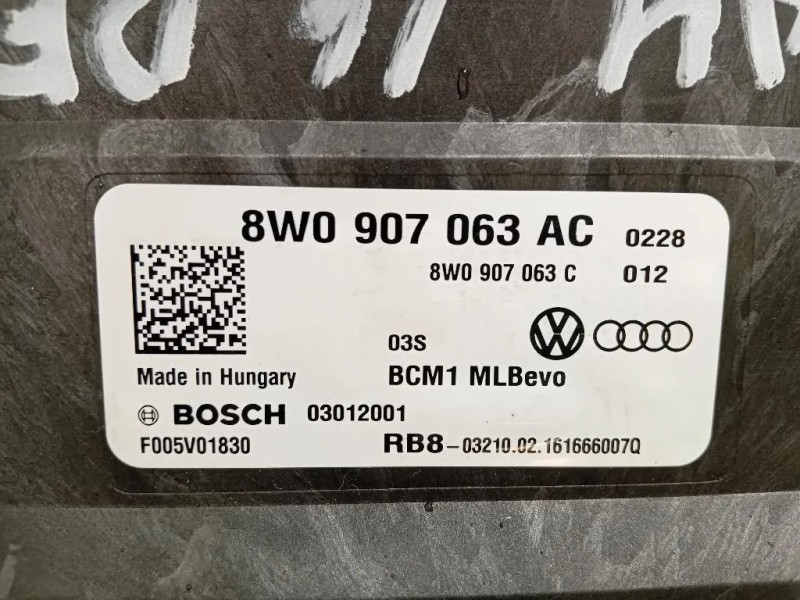 8W0 907 063 AC 0228
8W0 907 063 C 012
03S
Made in Hungary BCM1 MLBevo
BOSCH 03012001
F005V01830 RB8-03210.02.161666007Q